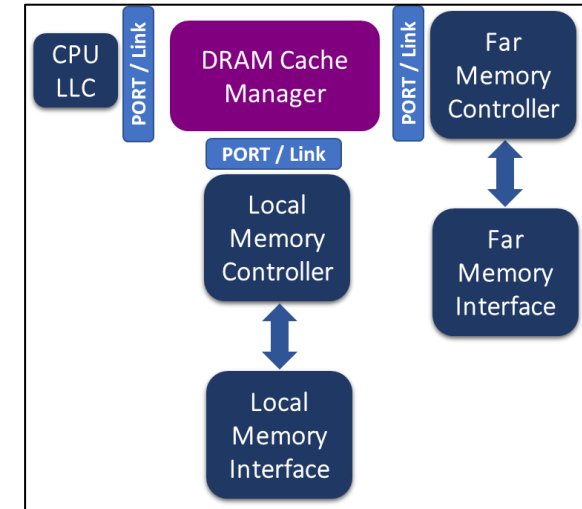 CPU
LLC
PORT / Link
DRAM Cache
Manager
PORT / Link
Far
Memory
Controller
PORT / Link
Local
Memory
Controller
Far
Memory
Interface
Local
Memory
Interface